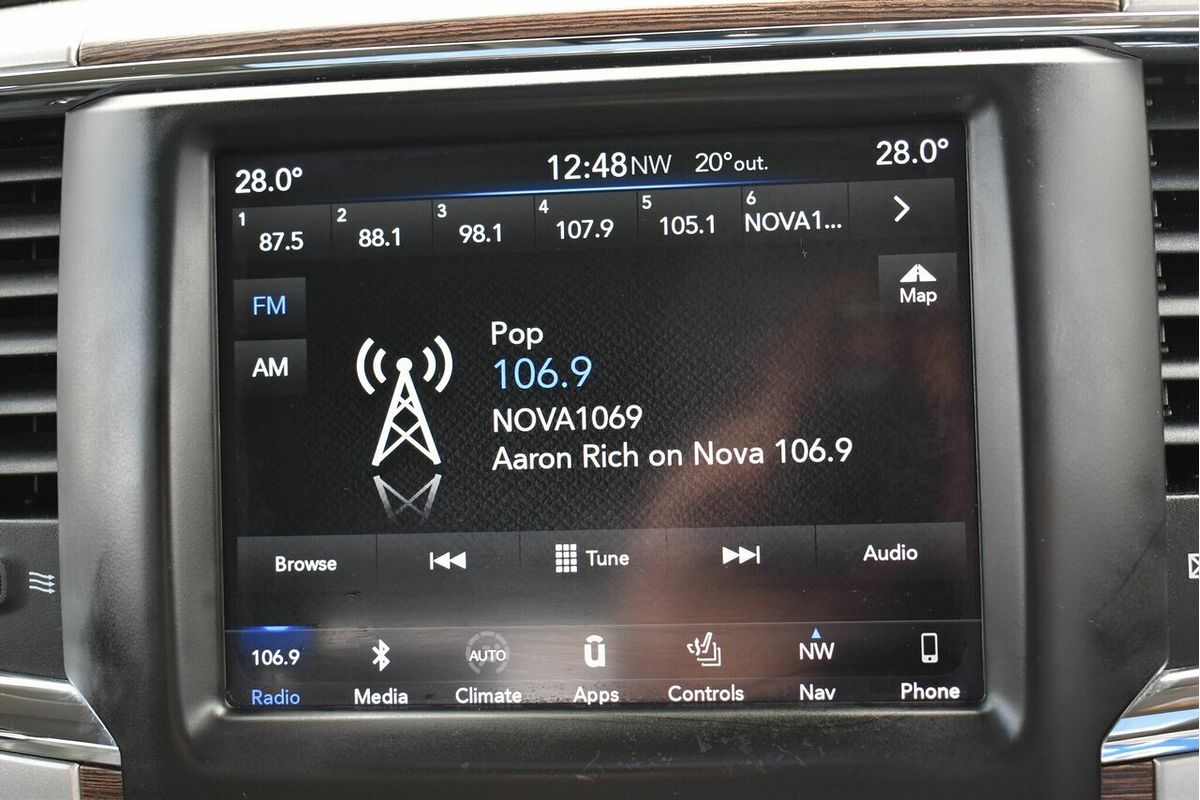 28.0° 12:48 NW 20° out. 28.0°
1 87.5 2 88.1 3 98.1 4 107.9 5 105.1 6 NOVA1...
Map
FM
AM
Pop
106.9
NOVA1069
Aaron Rich on Nova 106.9
Browse Tune Audio
106.9 AUTO ū NW
Radio Media Climate Apps Controls Nav Phone